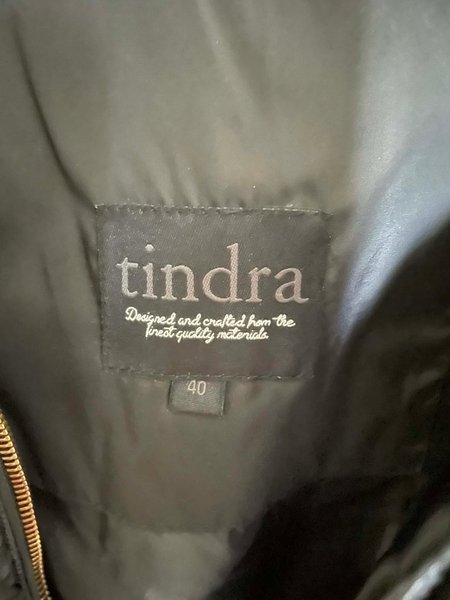 tindra
Designed and crafted from the
finest quality materials.
40